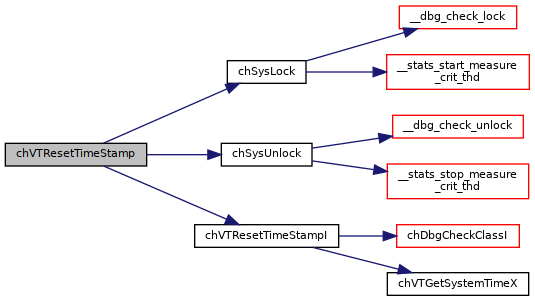 chVTResetTimeStamp
chSysLock
__dbg_check_lock
__stats_start_measure
_crit_thd
chSysUnlock
__dbg_check_unlock
__stats_stop_measure
_crit_thd
chVTResetTimeStampI
chDbgCheckClassI
chVTGetSystemTimeX